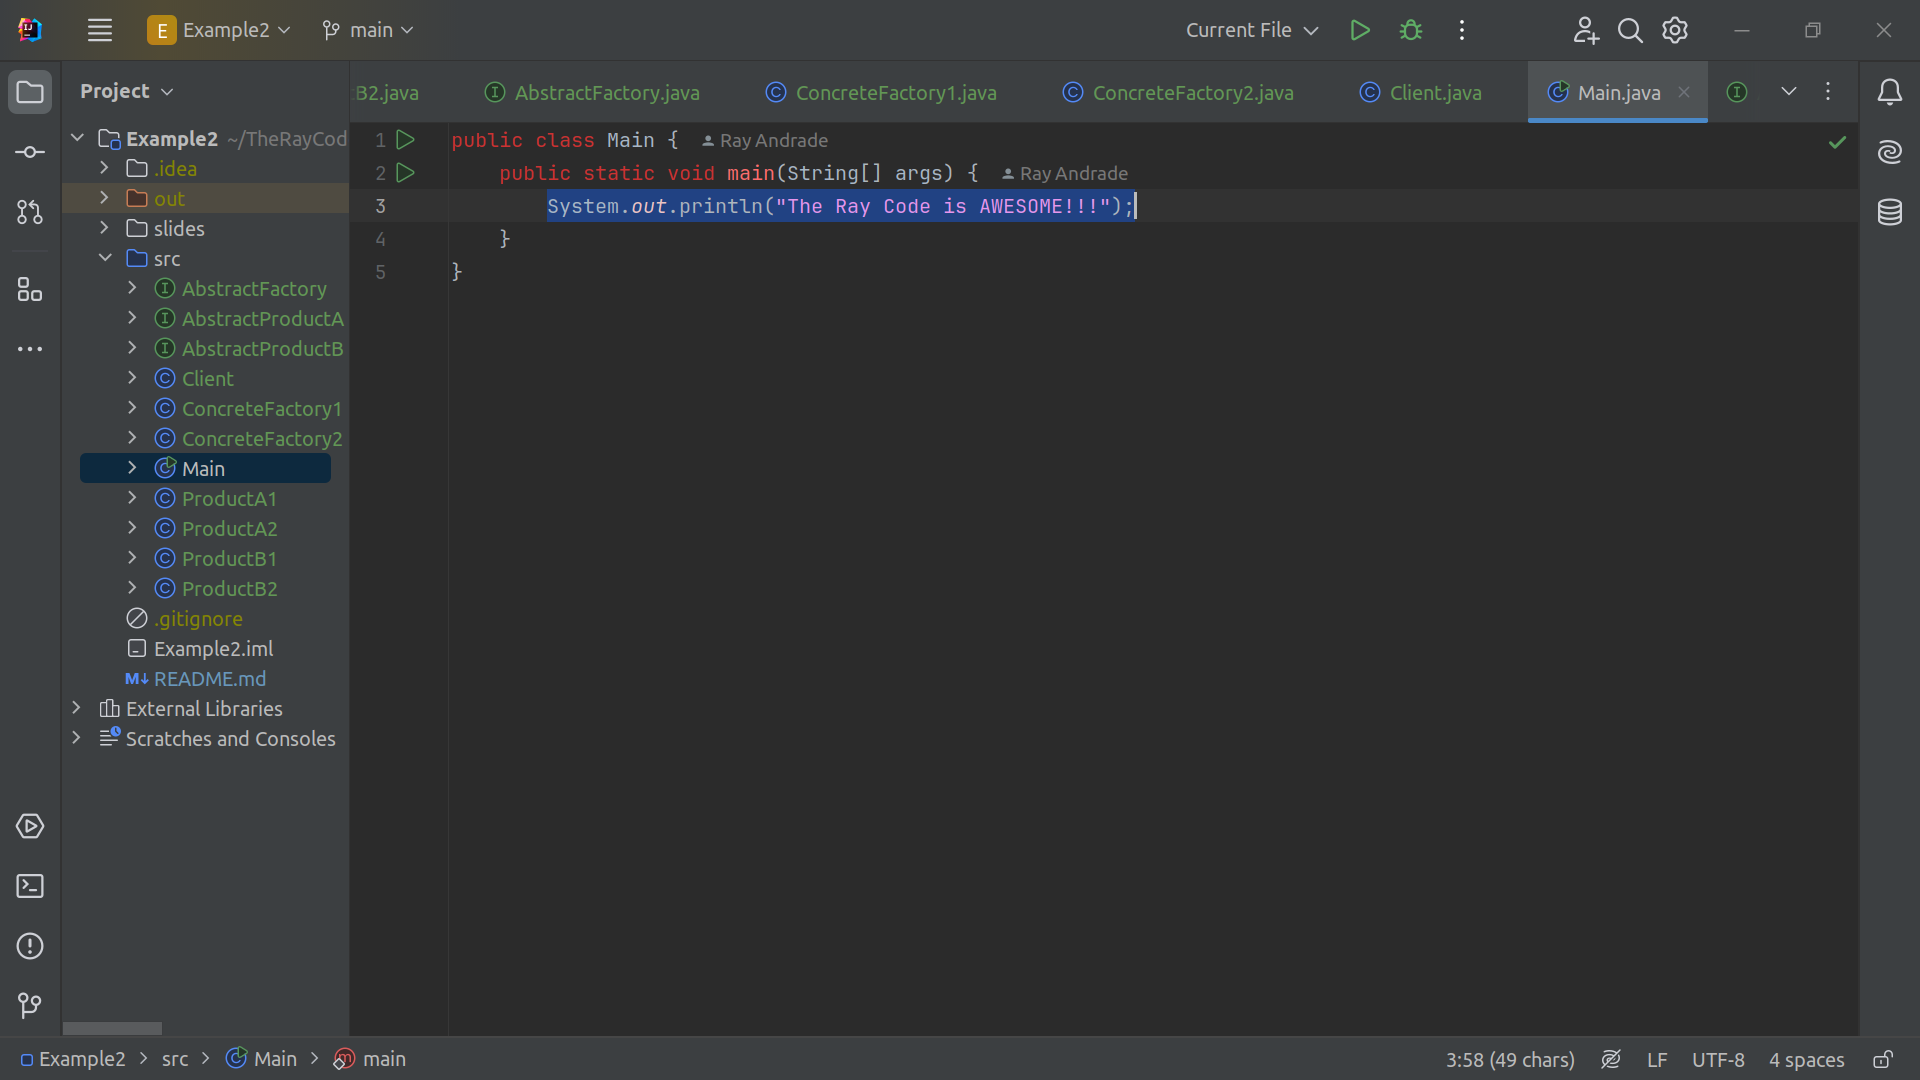 E Example2 main Current File
Project
B2.java AbstractFactory.java ConcreteFactory1.java ConcreteFactory2.java Client.java Main.java
Example2 ~/TheRayCod
.idea
out
slides
src
AbstractFactory
AbstractProductA
AbstractProductB
Client
ConcreteFactory1
ConcreteFactory2
Main
ProductA1
ProductA2
ProductB1
ProductB2
.gitignore
Example2.iml
README.md
External Libraries
Scratches and Consoles
1 public class Main { Ray Andrade
2 public static void main(String[] args) { Ray Andrade
3 System.out.println("The Ray Code is AWESOME!!!");
4 }
5 }
Example2 > src > Main > main 3:58 (49 chars) LF UTF-8 4 spaces